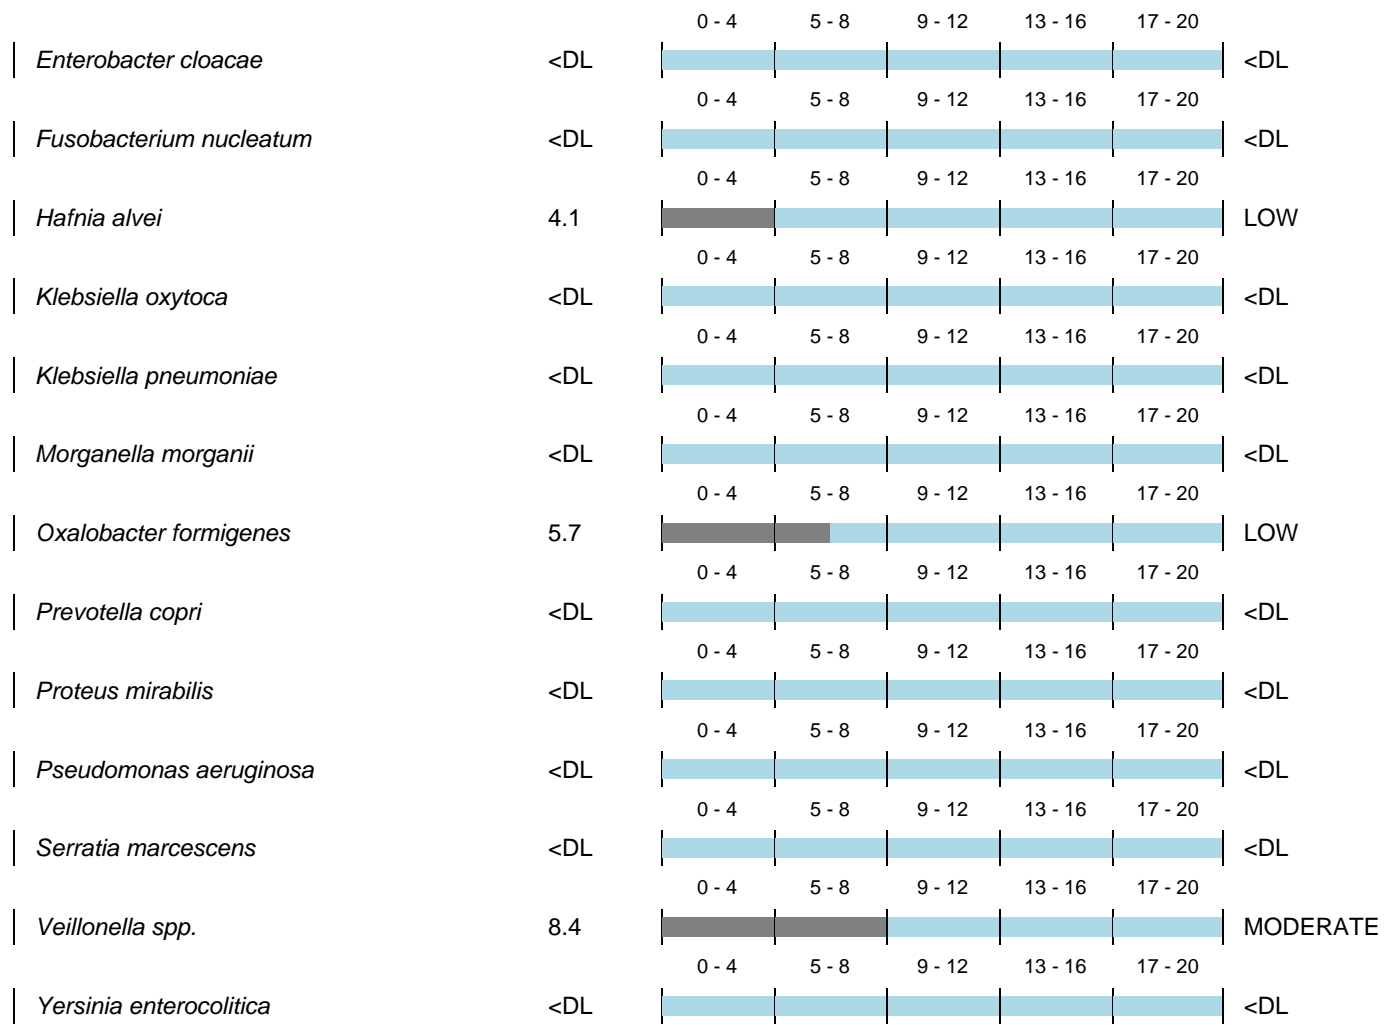 0 - 4 5 - 8 9 - 12 13 - 16 17 - 20
Enterobacter cloacae <DL <DL
0 - 4 5 - 8 9 - 12 13 - 16 17 - 20
Fusobacterium nucleatum <DL <DL
0 - 4 5 - 8 9 - 12 13 - 16 17 - 20
Hafnia alvei 4.1 LOW
0 - 4 5 - 8 9 - 12 13 - 16 17 - 20
Klebsiella oxytoca <DL <DL
0 - 4 5 - 8 9 - 12 13 - 16 17 - 20
Klebsiella pneumoniae <DL <DL
0 - 4 5 - 8 9 - 12 13 - 16 17 - 20
Morganella morganii <DL <DL
0 - 4 5 - 8 9 - 12 13 - 16 17 - 20
Oxalobacter formigenes 5.7 LOW
0 - 4 5 - 8 9 - 12 13 - 16 17 - 20
Prevotella copri <DL <DL
0 - 4 5 - 8 9 - 12 13 - 16 17 - 20
Proteus mirabilis <DL <DL
0 - 4 5 - 8 9 - 12 13 - 16 17 - 20
Pseudomonas aeruginosa <DL <DL
0 - 4 5 - 8 9 - 12 13 - 16 17 - 20
Serratia marcescens <DL <DL
0 - 4 5 - 8 9 - 12 13 - 16 17 - 20
Veillonella spp. 8.4 MODERATE
0 - 4 5 - 8 9 - 12 13 - 16 17 - 20
Yersinia enterocolitica <DL <DL